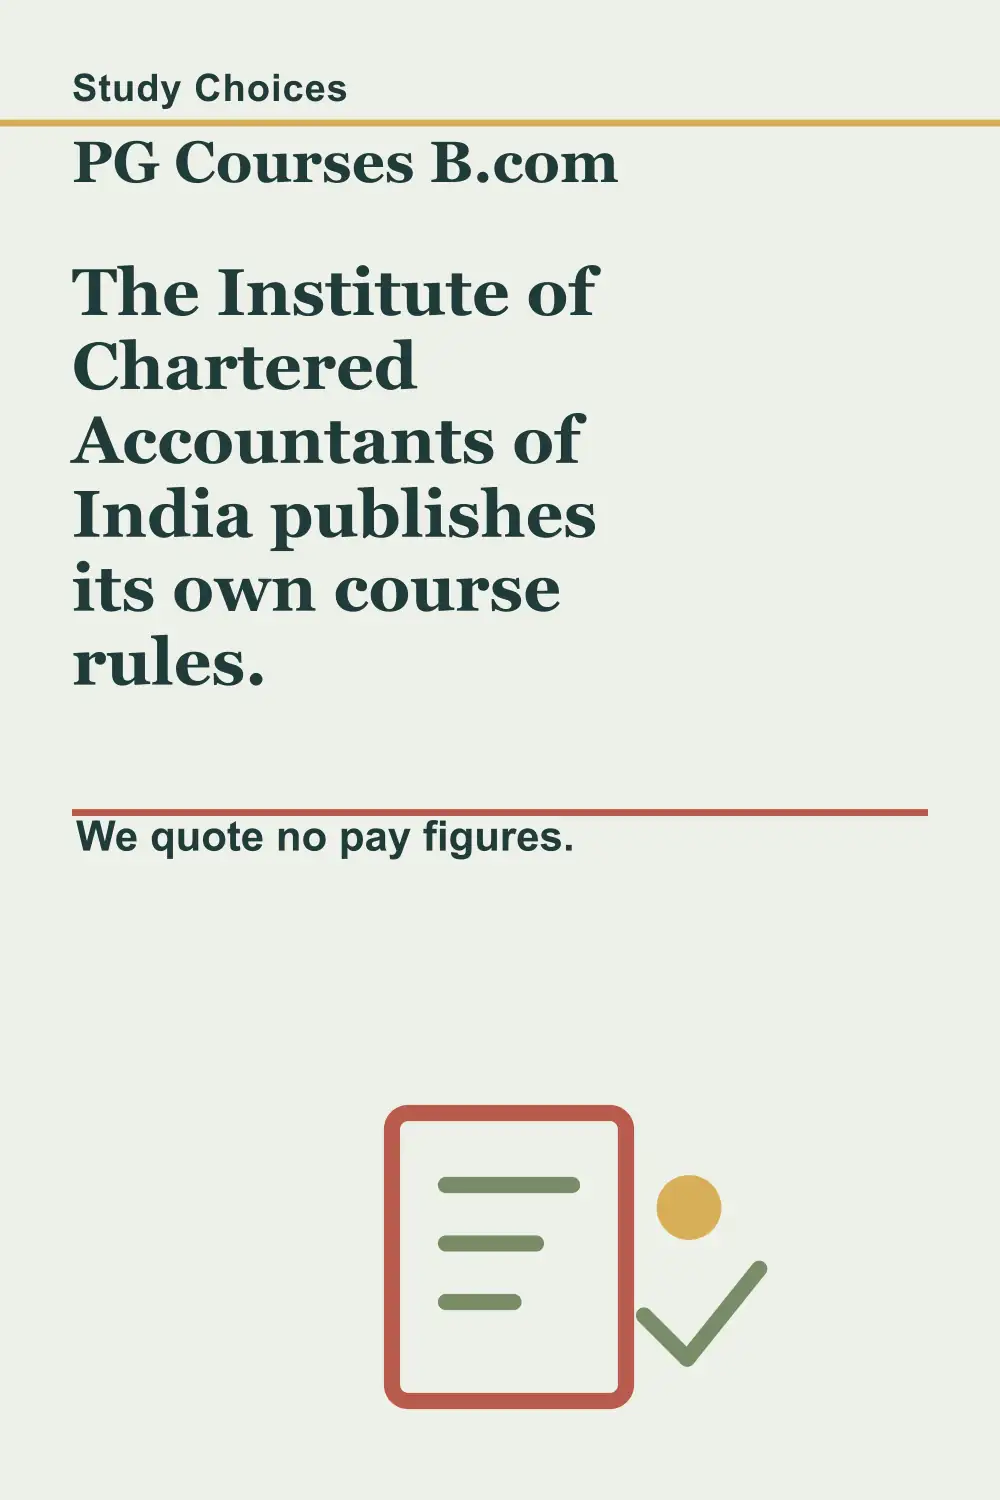 Study Choices
PG Courses B.com
The Institute of
Chartered
Accountants of
India publishes
its own course
rules.
We quote no pay figures.